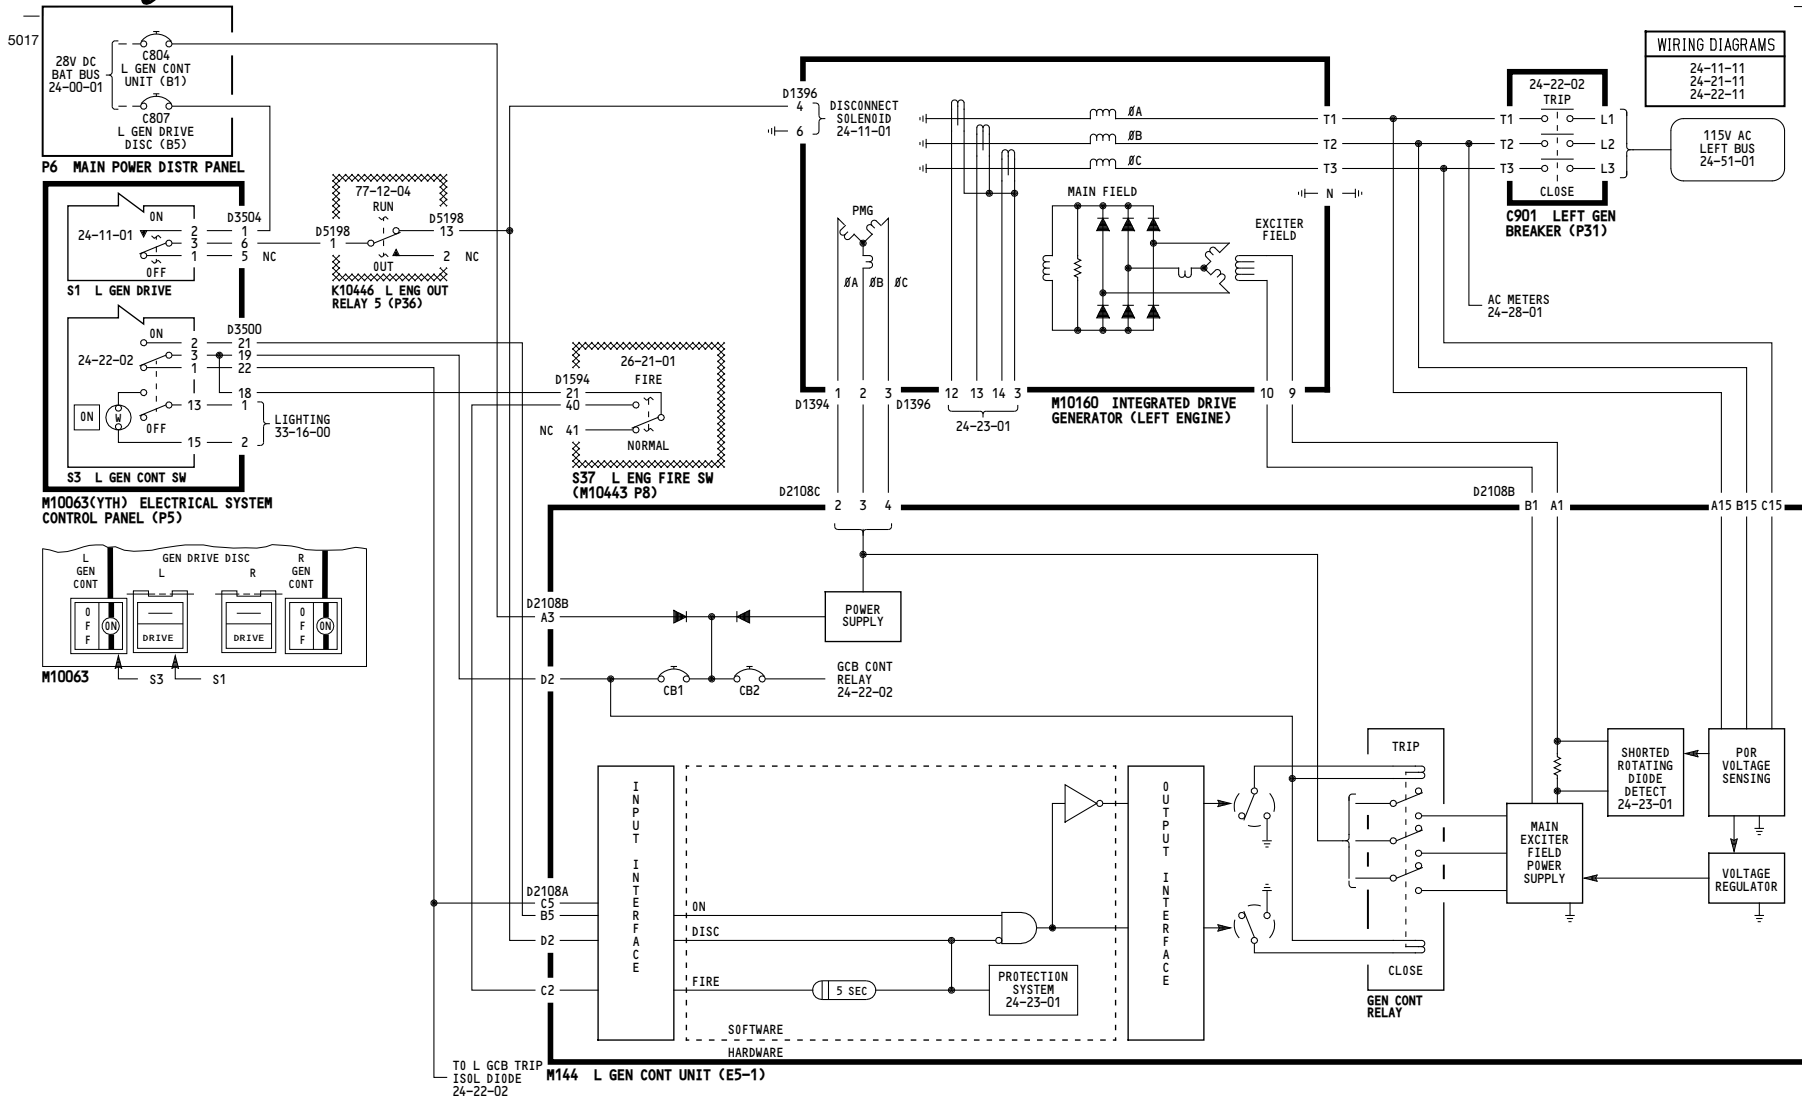 5017
28V DC
BAT BUS
24-00-01
C804
L GEN CONT
UNIT (B1)
C807
L GEN DRIVE
DISC (B5)
P6 MAIN POWER DISTR PANEL
ON
24-11-01
OFF
2
3
1
D3504
1
6
5 NC
S1 L GEN DRIVE
ON
24-22-02
2
3
1
D3500
21
19
22
18
13 1
ON
W
OFF
15 2
LIGHTING
33-16-00
S3 L GEN CONT SW
M10063(YTH) ELECTRICAL SYSTEM
CONTROL PANEL (P5)
77-12-04
RUN
D5198
1
D5198
13
2 NC
OUT
K10446 L ENG OUT
RELAY 5 (P36)
26-21-01
FIRE
D1594
21
40
NC 41
NORMAL
S37 L ENG FIRE SW
(M10443 P8)
L
GEN
CONT
GEN DRIVE DISC
L
R
R
GEN
CONT
O
F
F
ON
DRIVE
DRIVE
O
F
F
ON
M10063
S3
S1
D1396
4
6
DISCONNECT
SOLENOID
24-11-01
ØA
ØB
ØC
T1
T2
T3
N
PMG
ØA ØB ØC
MAIN FIELD
EXCITER
FIELD
1 2 3
D1394
D1396
12 13 14 3
24-23-01
10 9
M10160 INTEGRATED DRIVE
GENERATOR (LEFT ENGINE)
24-22-02
TRIP
T1 L1
T2 L2
T3 L3
CLOSE
C901 LEFT GEN
BREAKER (P31)
WIRING DIAGRAMS
24-11-11
24-21-11
24-22-11
115V AC
LEFT BUS
24-51-01
AC METERS
24-28-01
D2108C
2 3 4
D2108B
B1 A1
A15 B15 C15
D2108B
A3
D2
POWER
SUPPLY
CB1
CB2
GCB CONT
RELAY
24-22-02
INPUT INTERFACE
D2108A
C5
B5
D2
C2
ON
DISC
FIRE
5 SEC
PROTECTION
SYSTEM
24-23-01
SOFTWARE
HARDWARE
OUTPUT INTERFACE
TRIP
CLOSE
GEN CONT
RELAY
MAIN
EXCITER
FIELD
POWER
SUPPLY
SHORTED
ROTATING
DIODE
DETECT
24-23-01
POR
VOLTAGE
SENSING
VOLTAGE
REGULATOR
TO L GCB TRIP
ISOL DIODE
24-22-02
M144 L GEN CONT UNIT (E5-1)